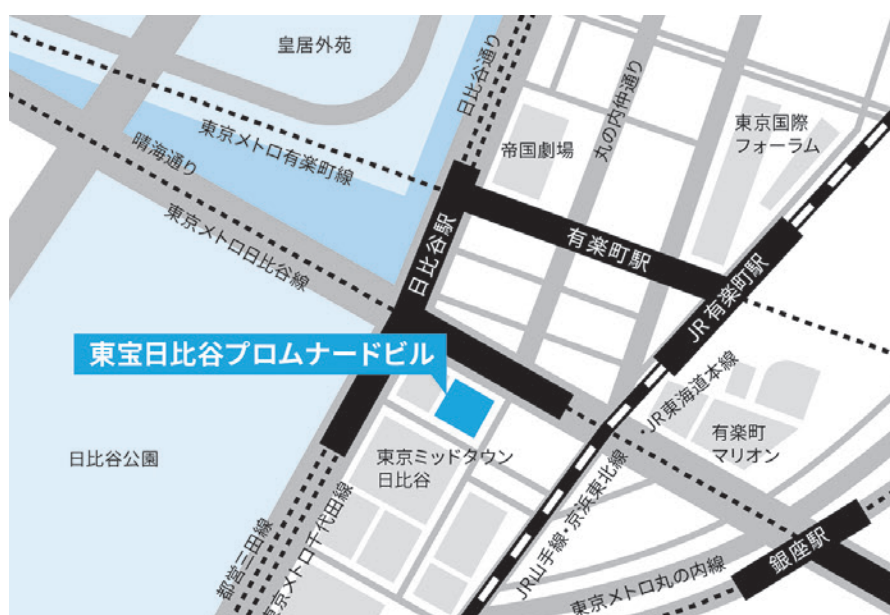 皇居外苑
日比谷通り
丸の内仲通り
東京国際
フォーラム
帝国劇場
東京メトロ有楽町線
晴海通り
東京メトロ日比谷線
日比谷駅
有楽町駅
JR有楽町駅
東宝日比谷プロムナードビル
JR東海道本線
有楽町
マリオン
日比谷公園
東京ミッドタウン
日比谷
JR山手線・京浜東北線
銀座駅
都営三田線
東京メトロ千代田線
東京メトロ丸の内線